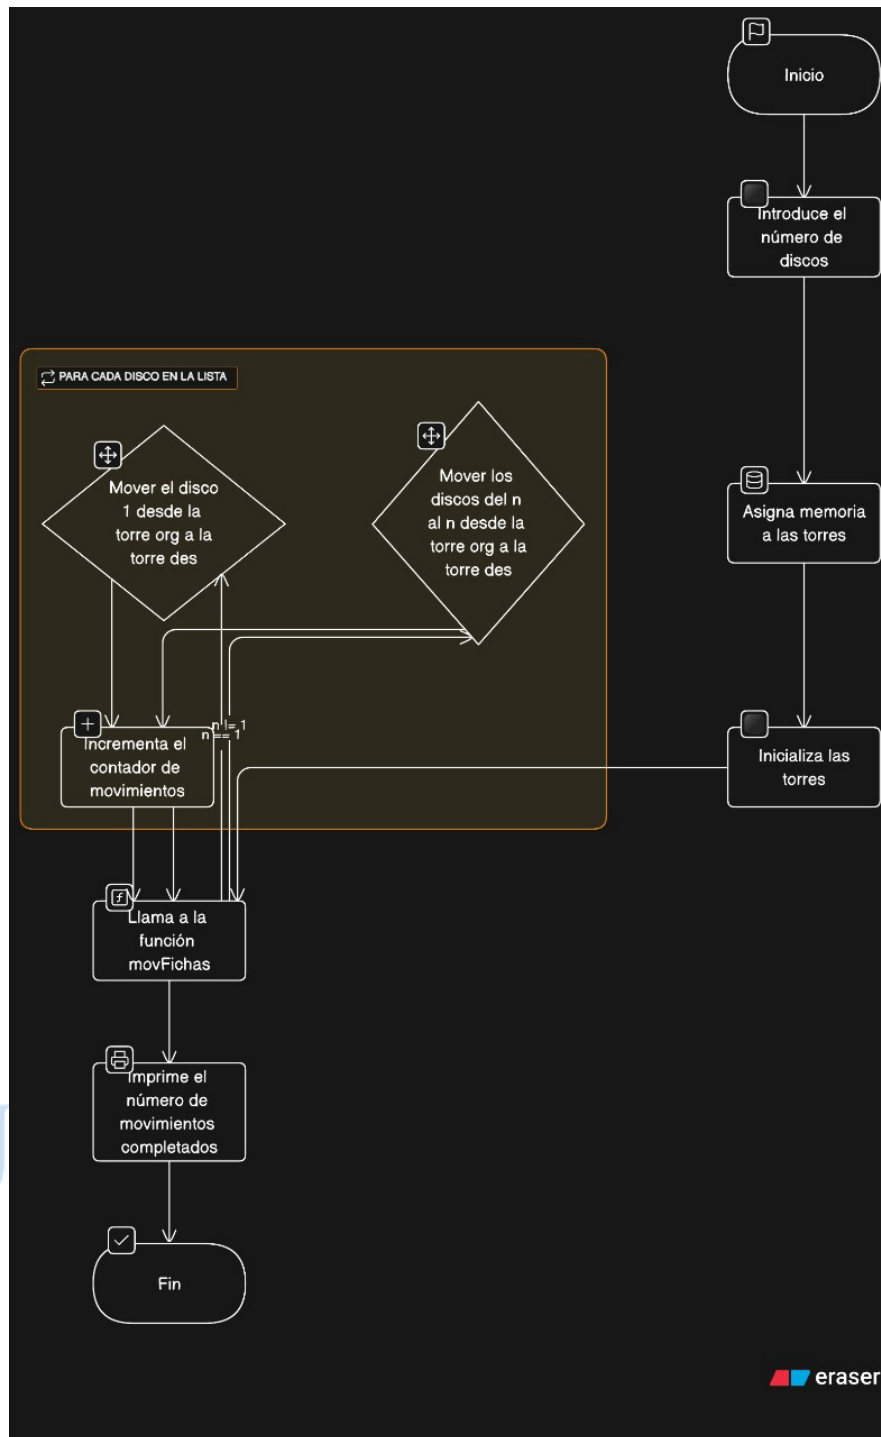 Inicio
Introduce el
número de
discos
PARA CADA DISCO EN LA LISTA
Mover el disco
1 desde la
torre org a la
torre des
Mover los
discos del n
al n desde la
torre org a la
torre des
Asigna memoria
a las torres
n != 1
n == 1
Incrementa el
contador de
movimientos
Inicializa las
torres
Llama a la
función
movFichas
Imprime el
número de
movimientos
completados
Fin
eraser